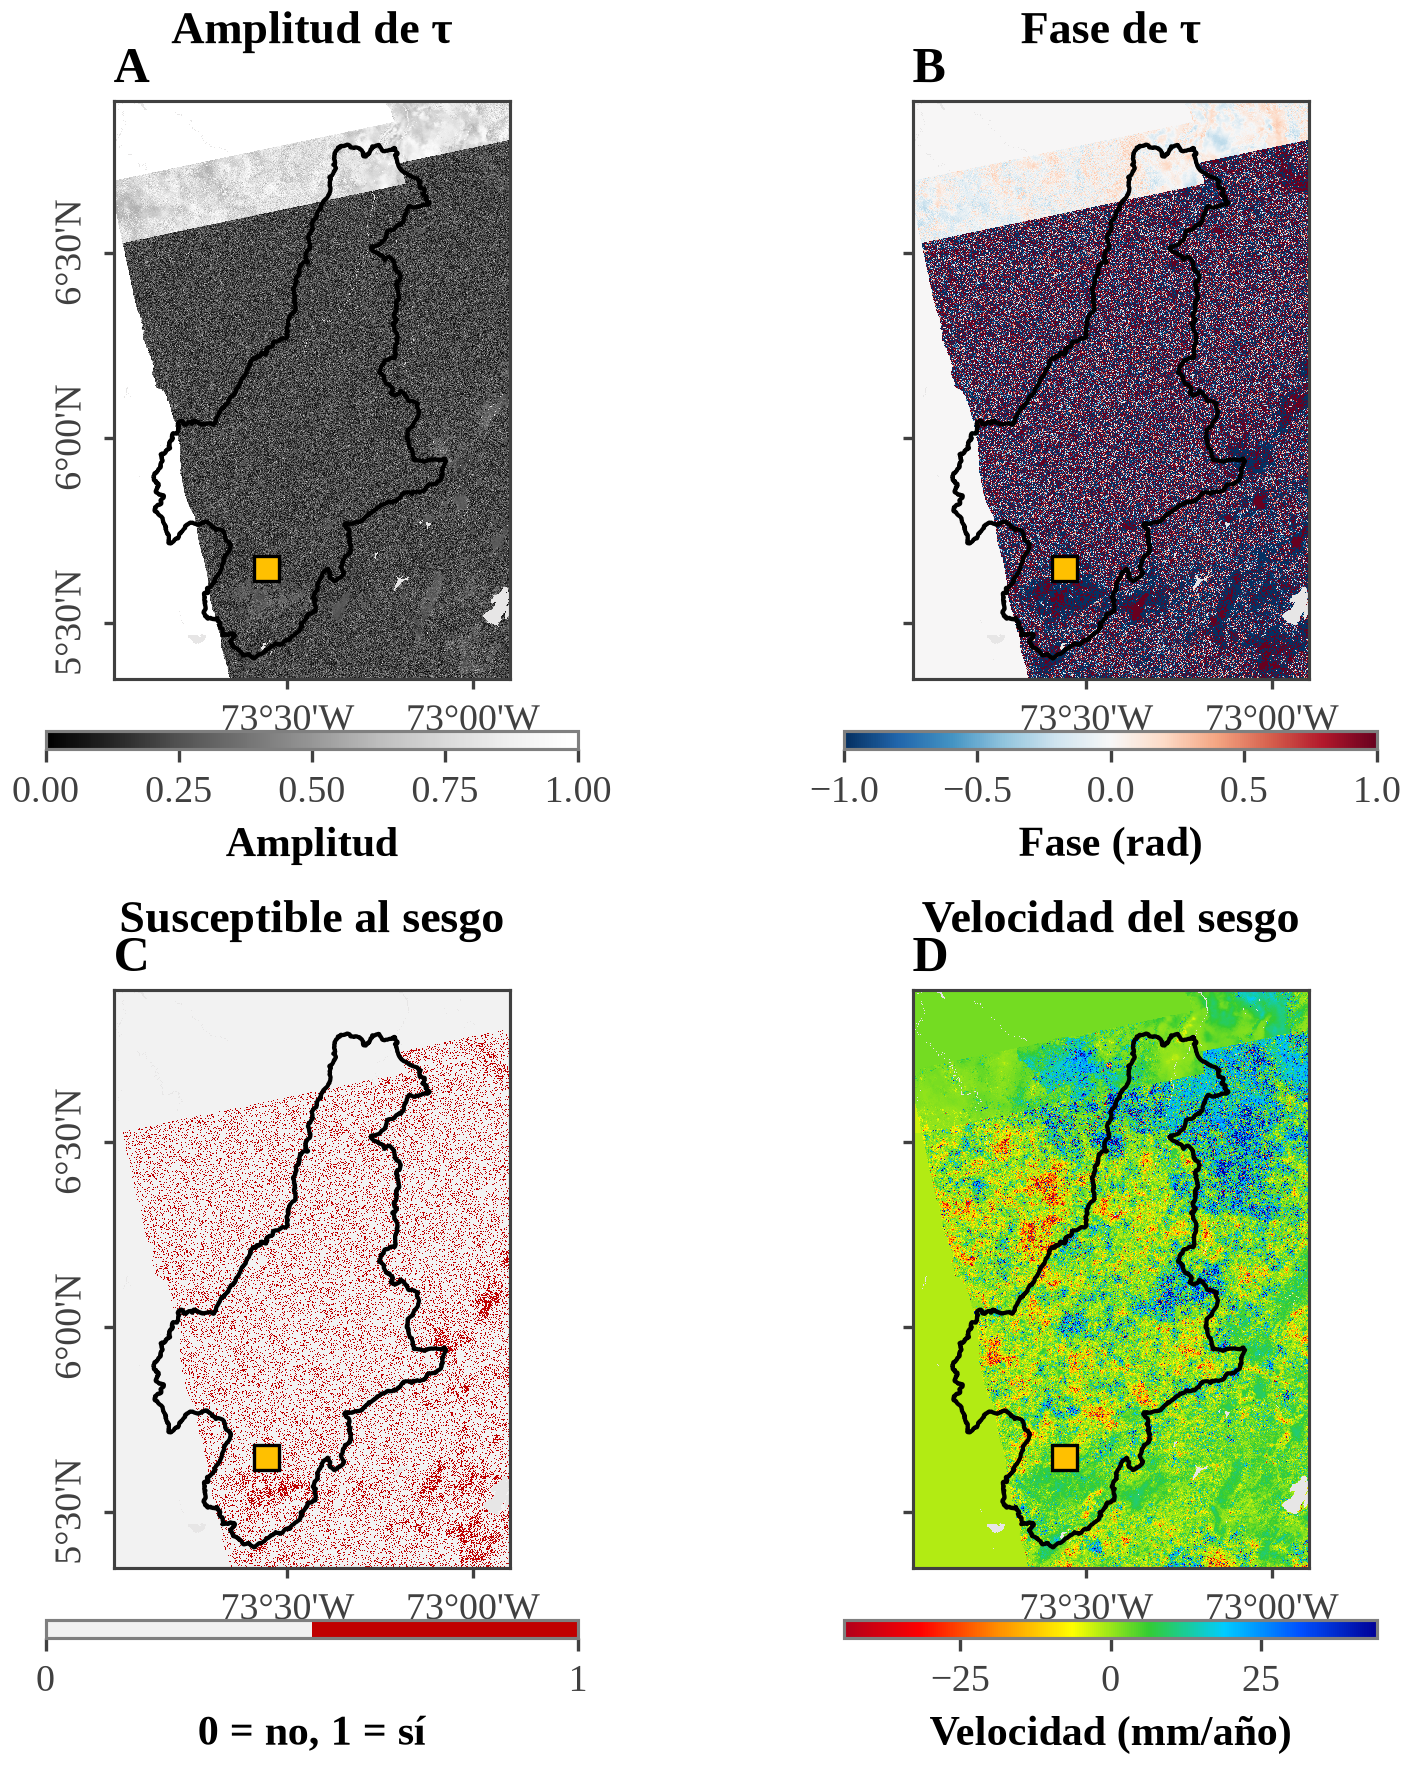 Amplitud de τ
A
6°30'N
6°00'N
5°30'N
73°30'W 73°00'W
0.00 0.25 0.50 0.75 1.00
Amplitud
Fase de τ
B
73°30'W 73°00'W
−1.0 −0.5 0.0 0.5 1.0
Fase (rad)
Susceptible al sesgo
C
6°30'N
6°00'N
5°30'N
73°30'W 73°00'W
0 1
0 = no, 1 = sí
Velocidad del sesgo
D
73°30'W 73°00'W
−25 0 25
Velocidad (mm/año)